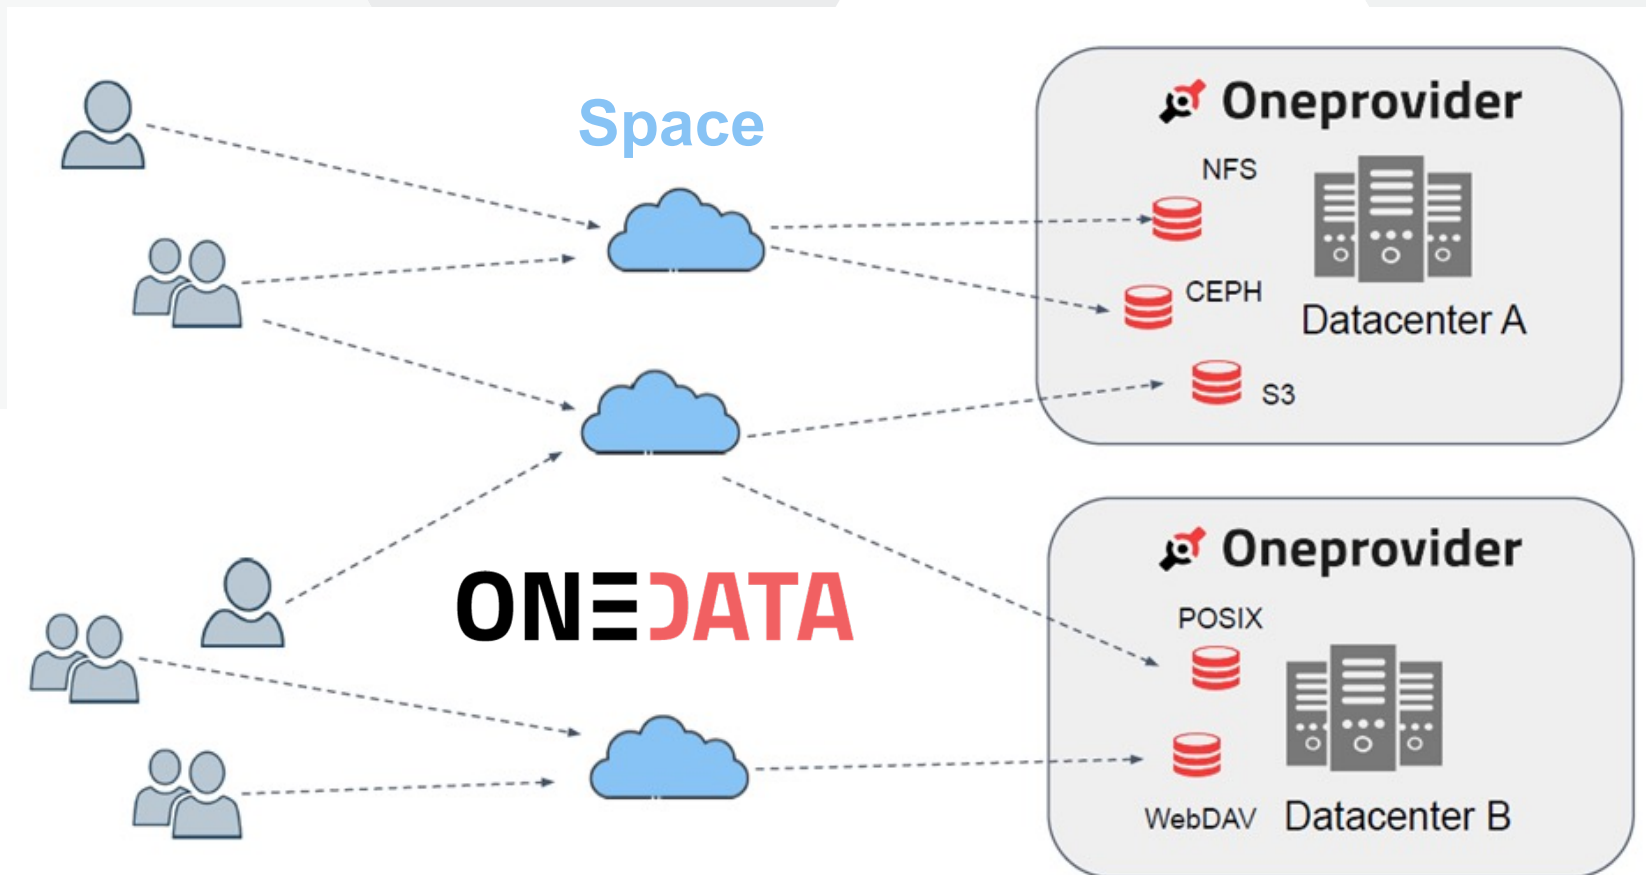 Space
Oneprovider
NFS
CEPH
Datacenter A
S3
ONEDATA
Oneprovider
POSIX
WebDAV
Datacenter B